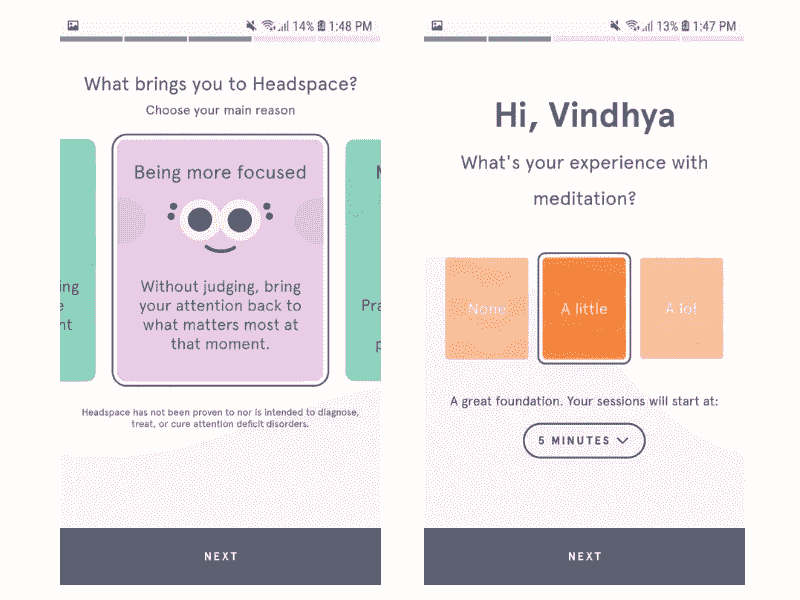 14% 1:48 PM
What brings you to Headspace?
Choose your main reason
Being more focused
Without judging, bring
your attention back to
what matters most at
that moment.
ing
e
nt
M
Pra
p
Headspace has not been proven to nor is intended to diagnose,
treat, or cure attention deficit disorders.
NEXT
13% 1:47 PM
Hi, Vindhya
What's your experience with
meditation?
None
A little
A lot
A great foundation. Your sessions will start at:
5 MINUTES
NEXT